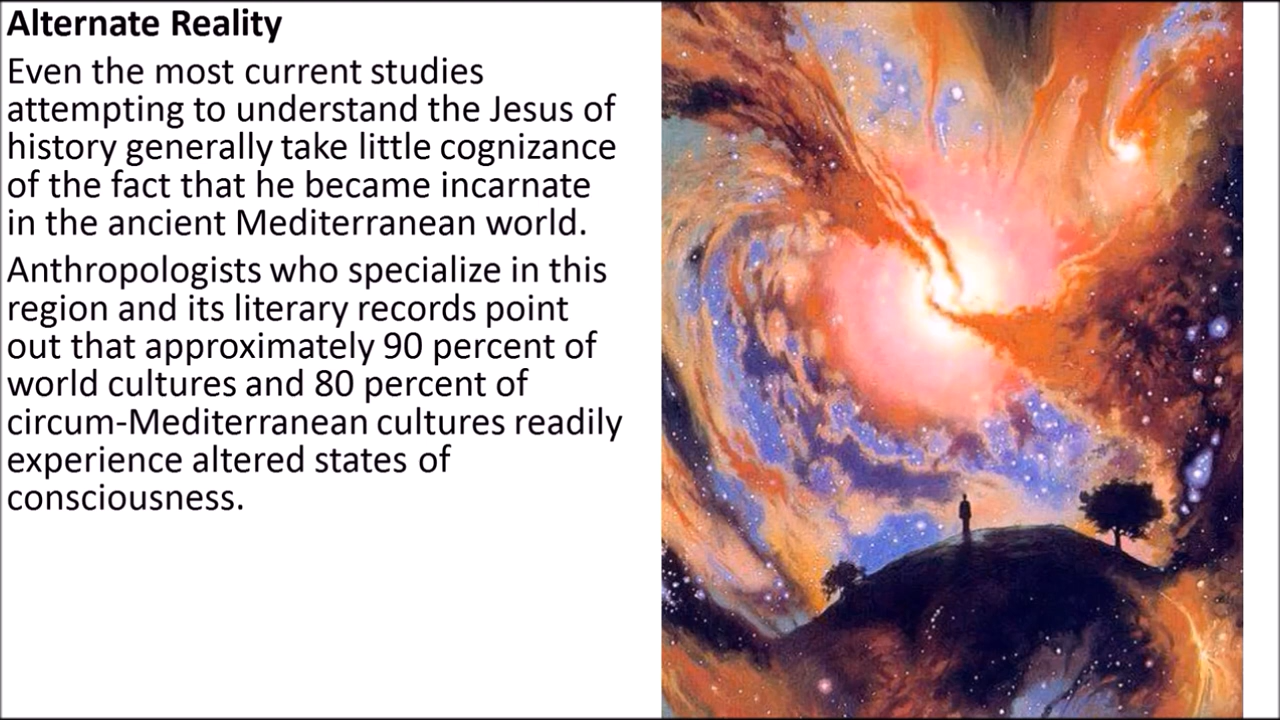 Alternate Reality
Even the most current studies
attempting to understand the Jesus of
history generally take little cognizance
of the fact that he became incarnate
in the ancient Mediterranean world.
Anthropologists who specialize in this
region and its literary records point
out that approximately 90 percent of
world cultures and 80 percent of
circum-Mediterranean cultures readily
experience altered states of
consciousness.